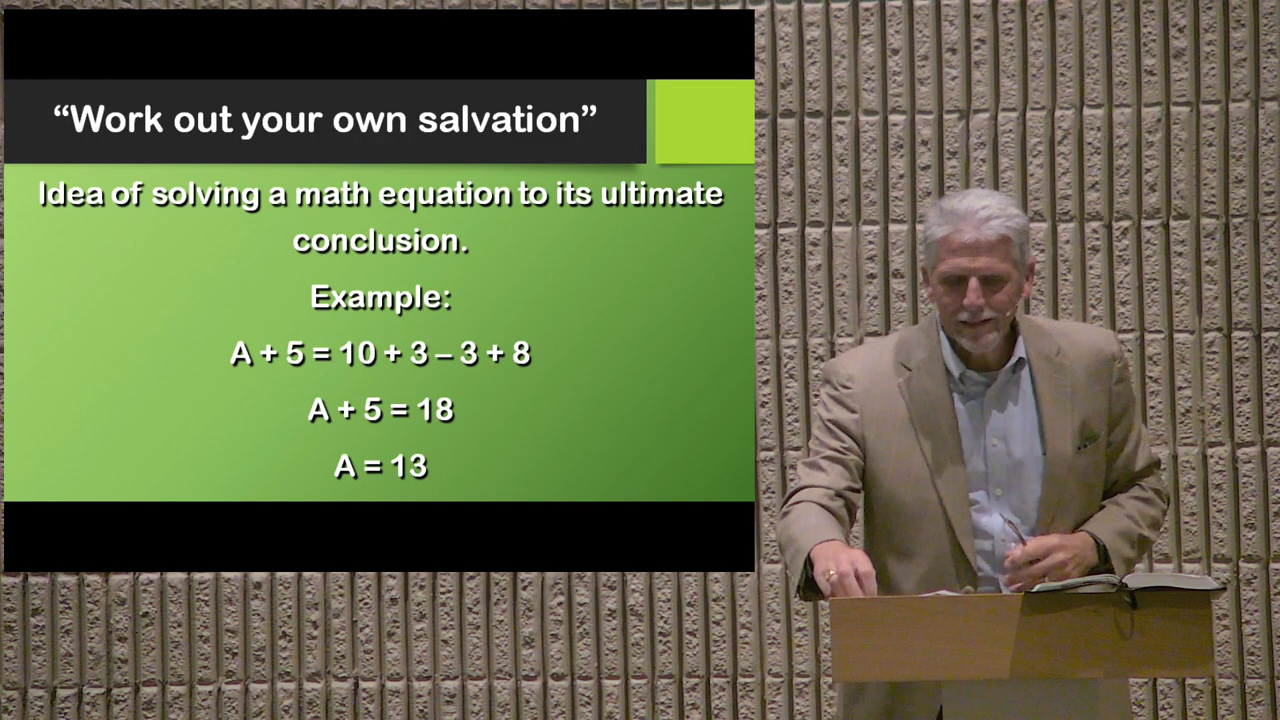 “Work out your own salvation”
Idea of solving a math equation to its ultimate
conclusion.
Example:
A + 5 = 10 + 3 – 3 + 8
A + 5 = 18
A = 13